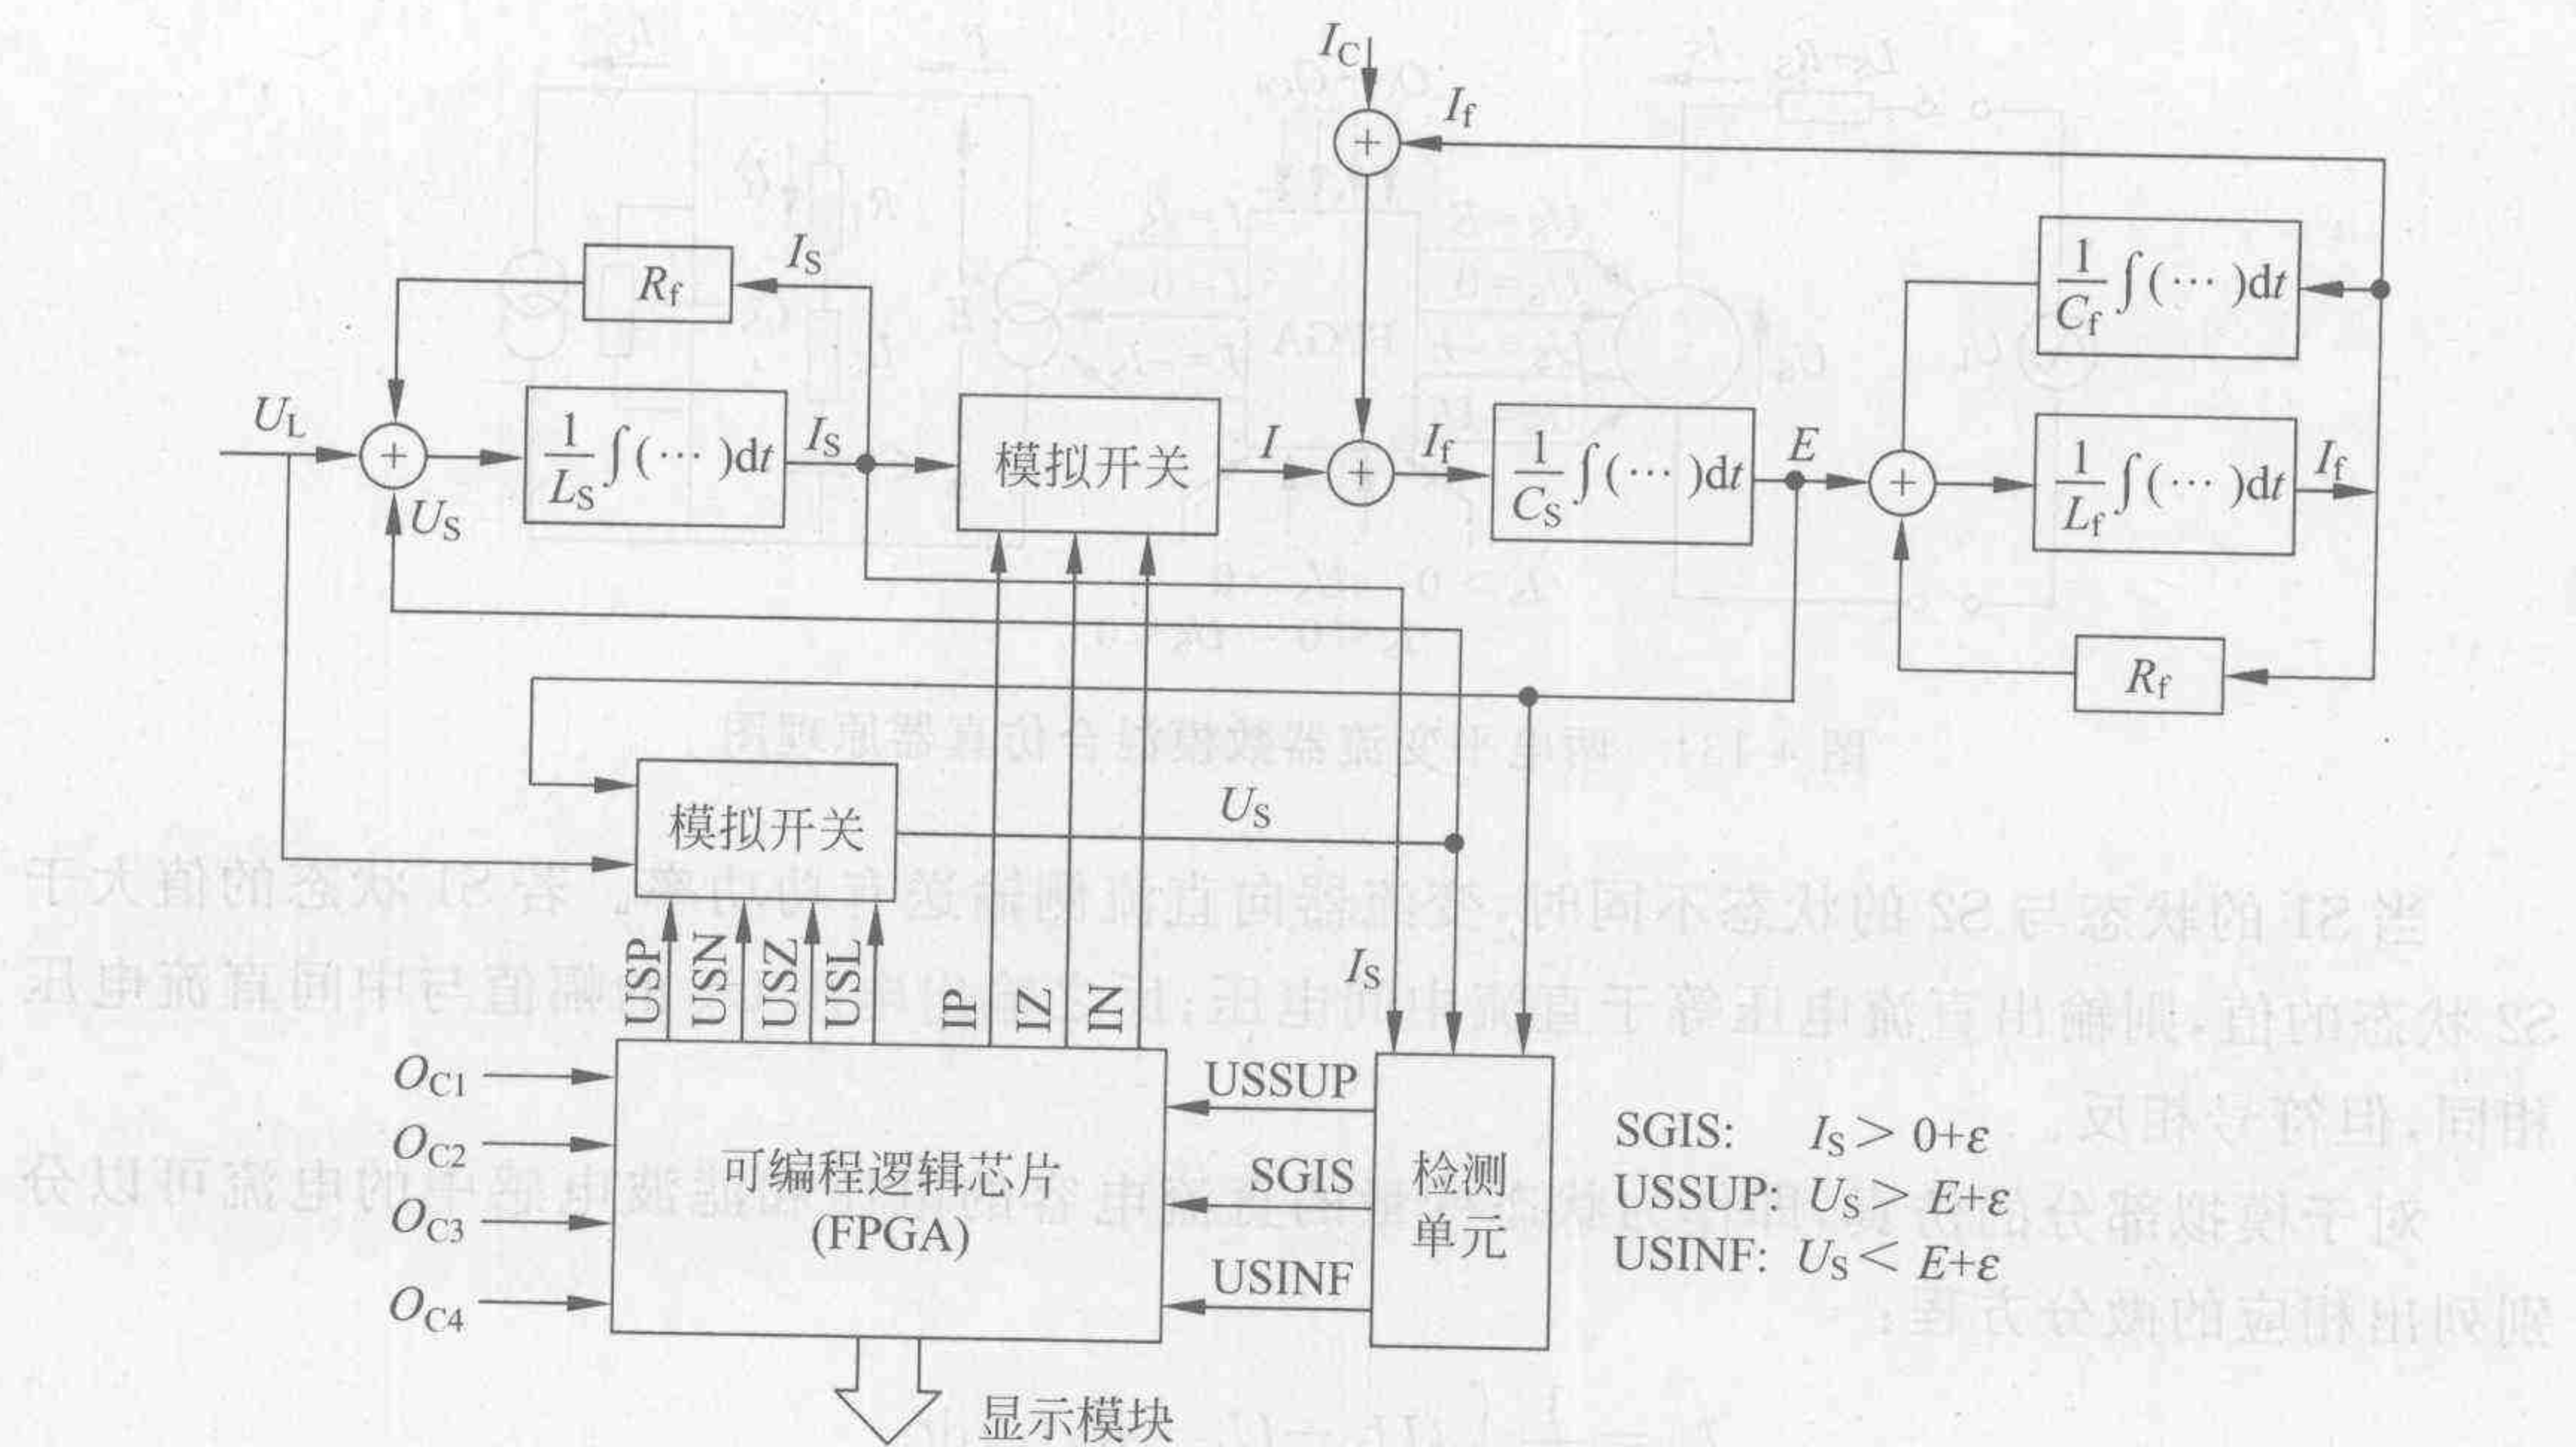 I_C
I_f
R_f
I_S
1/C_f ∫(…)dt
U_L
1/L_S ∫(…)dt
I_S
模拟开关
I
I_f
1/C_S ∫(…)dt
E
1/L_f ∫(…)dt
I_f
U_S
R_f
模拟开关
U_S
USP
USN
USZ
USL
IP
IZ
IN
I_S
O_C1
O_C2
O_C3
O_C4
可编程逻辑芯片
(FPGA)
USSUP
SGIS
USINF
检测
单元
SGIS: I_S > 0+ε
USSUP: U_S > E+ε
USINF: U_S < E+ε
显示模块